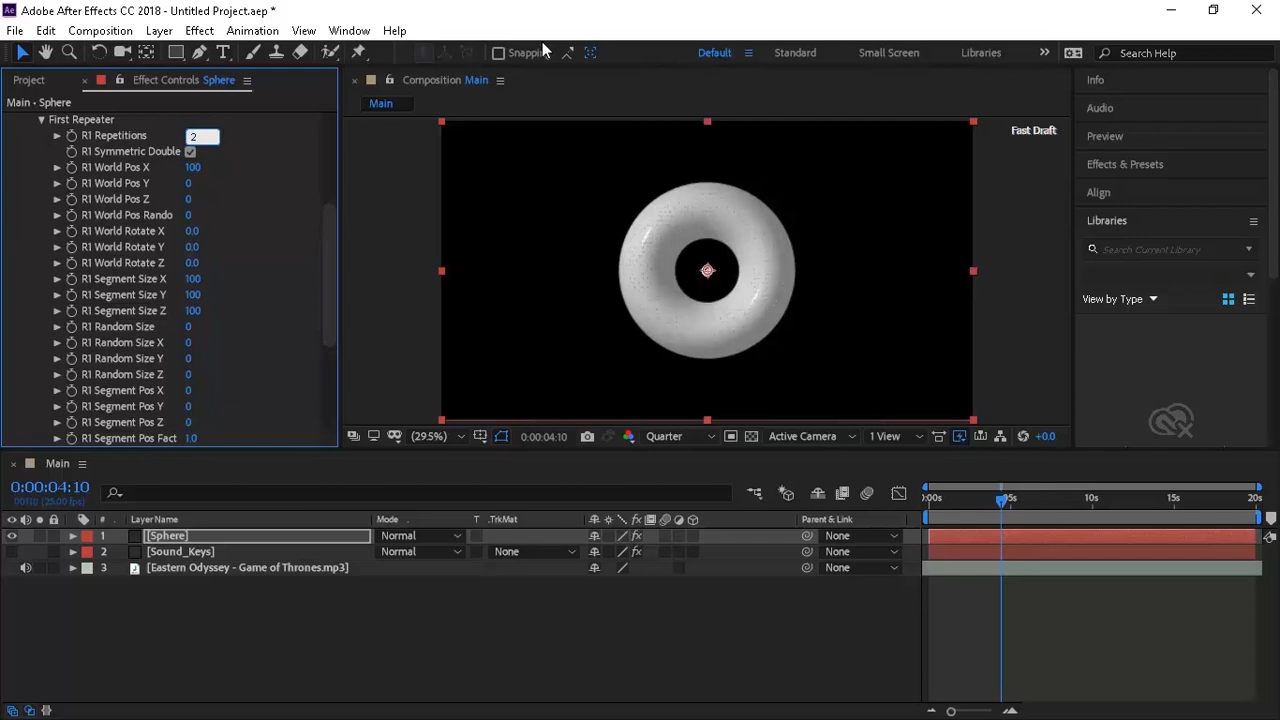 Ae Adobe After Effects CC 2018 - Untitled Project.aep *
File Edit Composition Layer Effect Animation View Window Help
Snapping Default Standard Small Screen Libraries Search Help
Project Effect Controls Sphere Composition Main Info
Main • Sphere Main Audio
First Repeater
R1 Repetitions 2 Fast Draft Preview
R1 Symmetric Double
R1 World Pos X 100 Effects & Presets
R1 World Pos Y 0
R1 World Pos Z 0 Align
R1 World Pos Rando 0 Libraries
R1 World Rotate X 0.0
R1 World Rotate Y 0.0 Search Current Library
R1 World Rotate Z 0.0
R1 Segment Size X 100
R1 Segment Size Y 100 View by Type
R1 Segment Size Z 100
R1 Random Size 0
R1 Random Size X 0
R1 Random Size Y 0
R1 Random Size Z 0
R1 Segment Pos X 0
R1 Segment Pos Y 0
R1 Segment Pos Z 0
R1 Segment Pos Fact 1.0 (29.5%) 0:00:04:10 Quarter Active Camera 1 View +0.0
Main
0:00:04:10
00110 (25.00 fps) 05s 10s 15s 20s
# Layer Name Mode T .TrkMat Parent & Link
1 [Sphere] Normal None
2 [Sound_Keys] Normal None None
3 [Eastern Odyssey - Game of Thrones.mp3] None